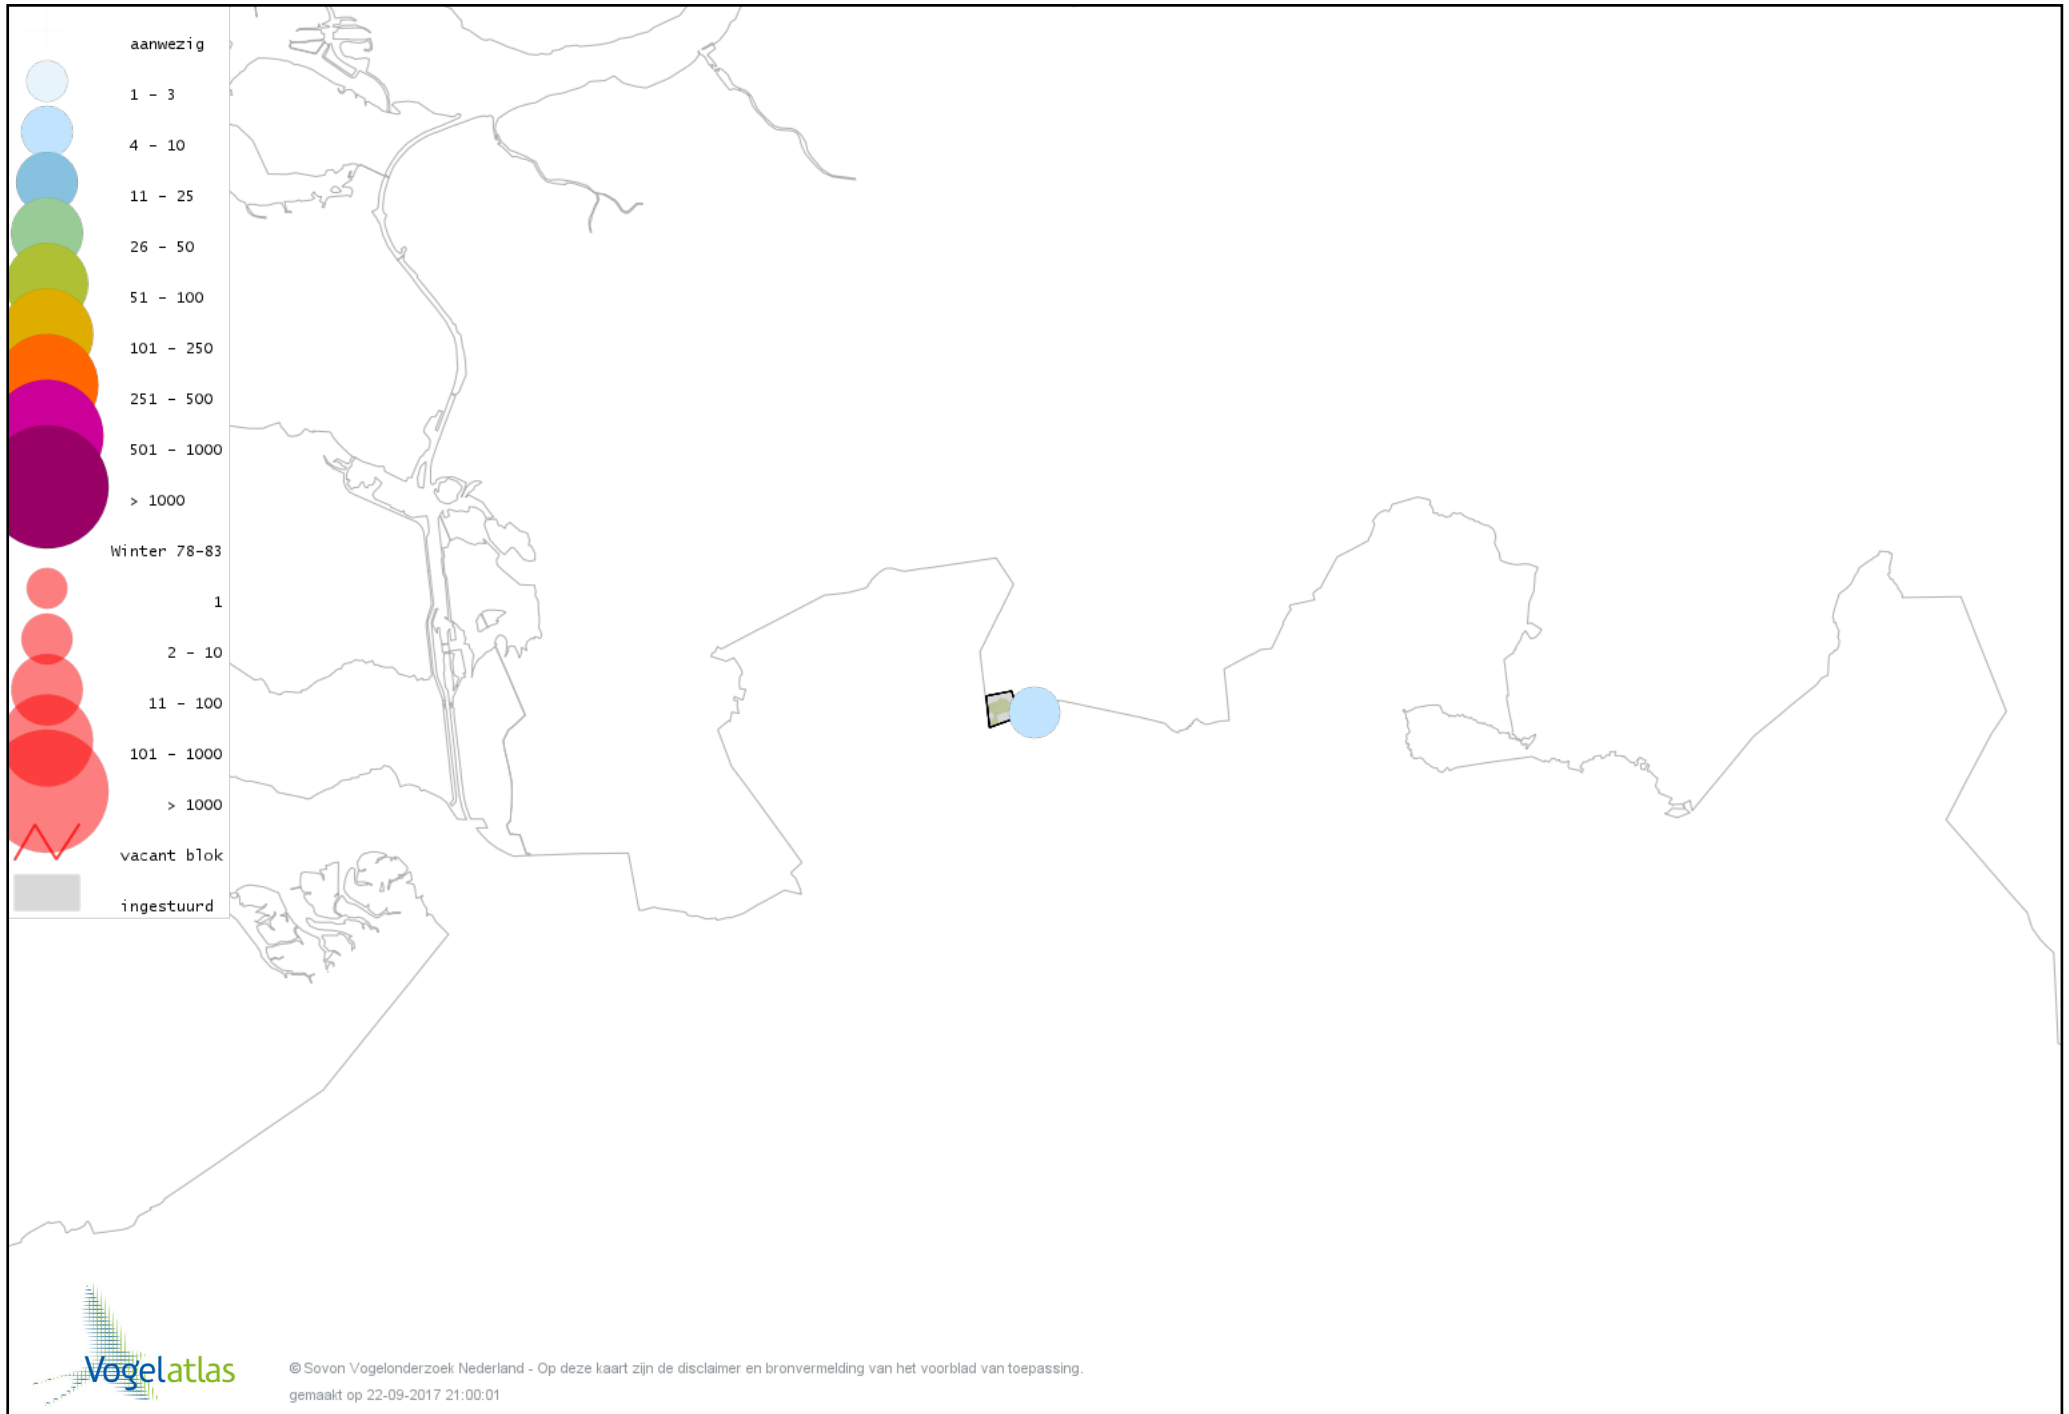 aanwezig
1 - 3
4 - 10
11 - 25
26 - 50
51 - 100
101 - 250
251 - 500
501 - 1000
> 1000
Winter 78-83
1
2 - 10
11 - 100
101 - 1000
> 1000
vacant blok
ingestuurd
Vogelatlas
© Sovon Vogelonderzoek Nederland - Op deze kaart zijn de disclaimer en bronvermelding van het voorblad van toepassing.
gemaakt op 22-09-2017 21:00:01